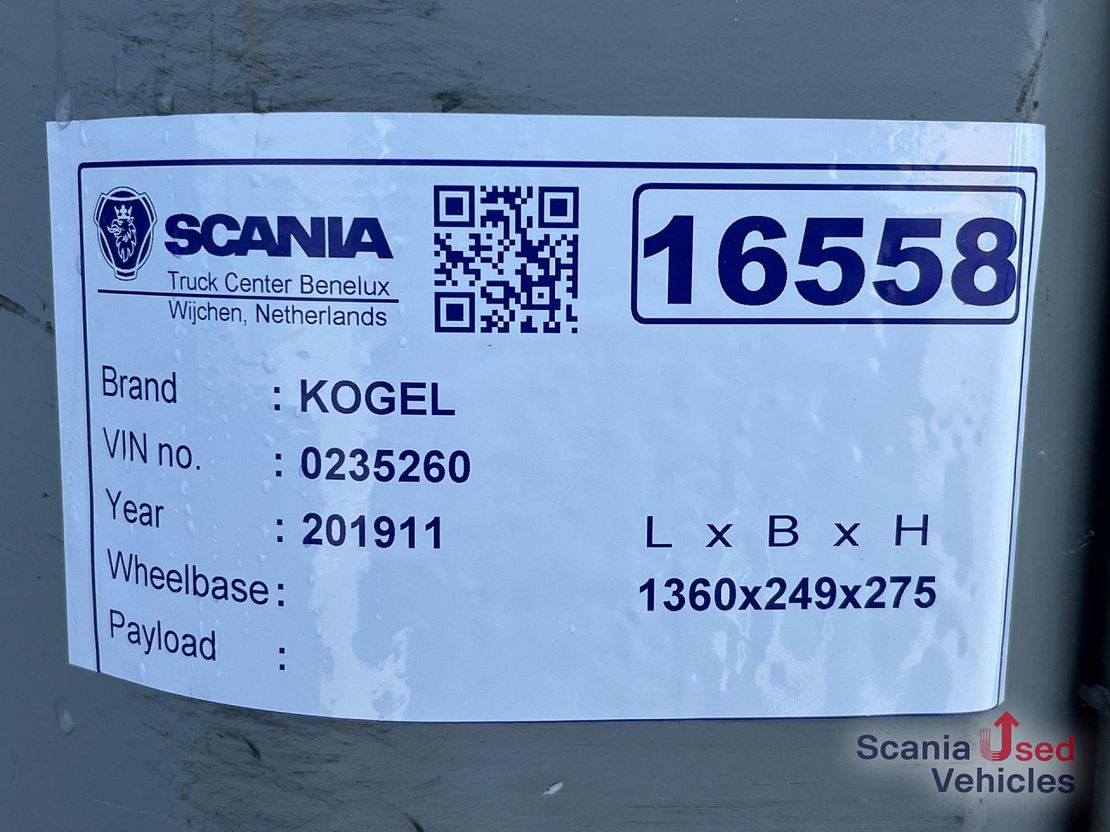 SCANIA
Truck Center Benelux
Wijchen, Netherlands
16558
Brand : KOGEL
VIN no. : 0235260
Year : 201911
Wheelbase :
Payload :
L x B x H
1360x249x275
Scania Used
Vehicles